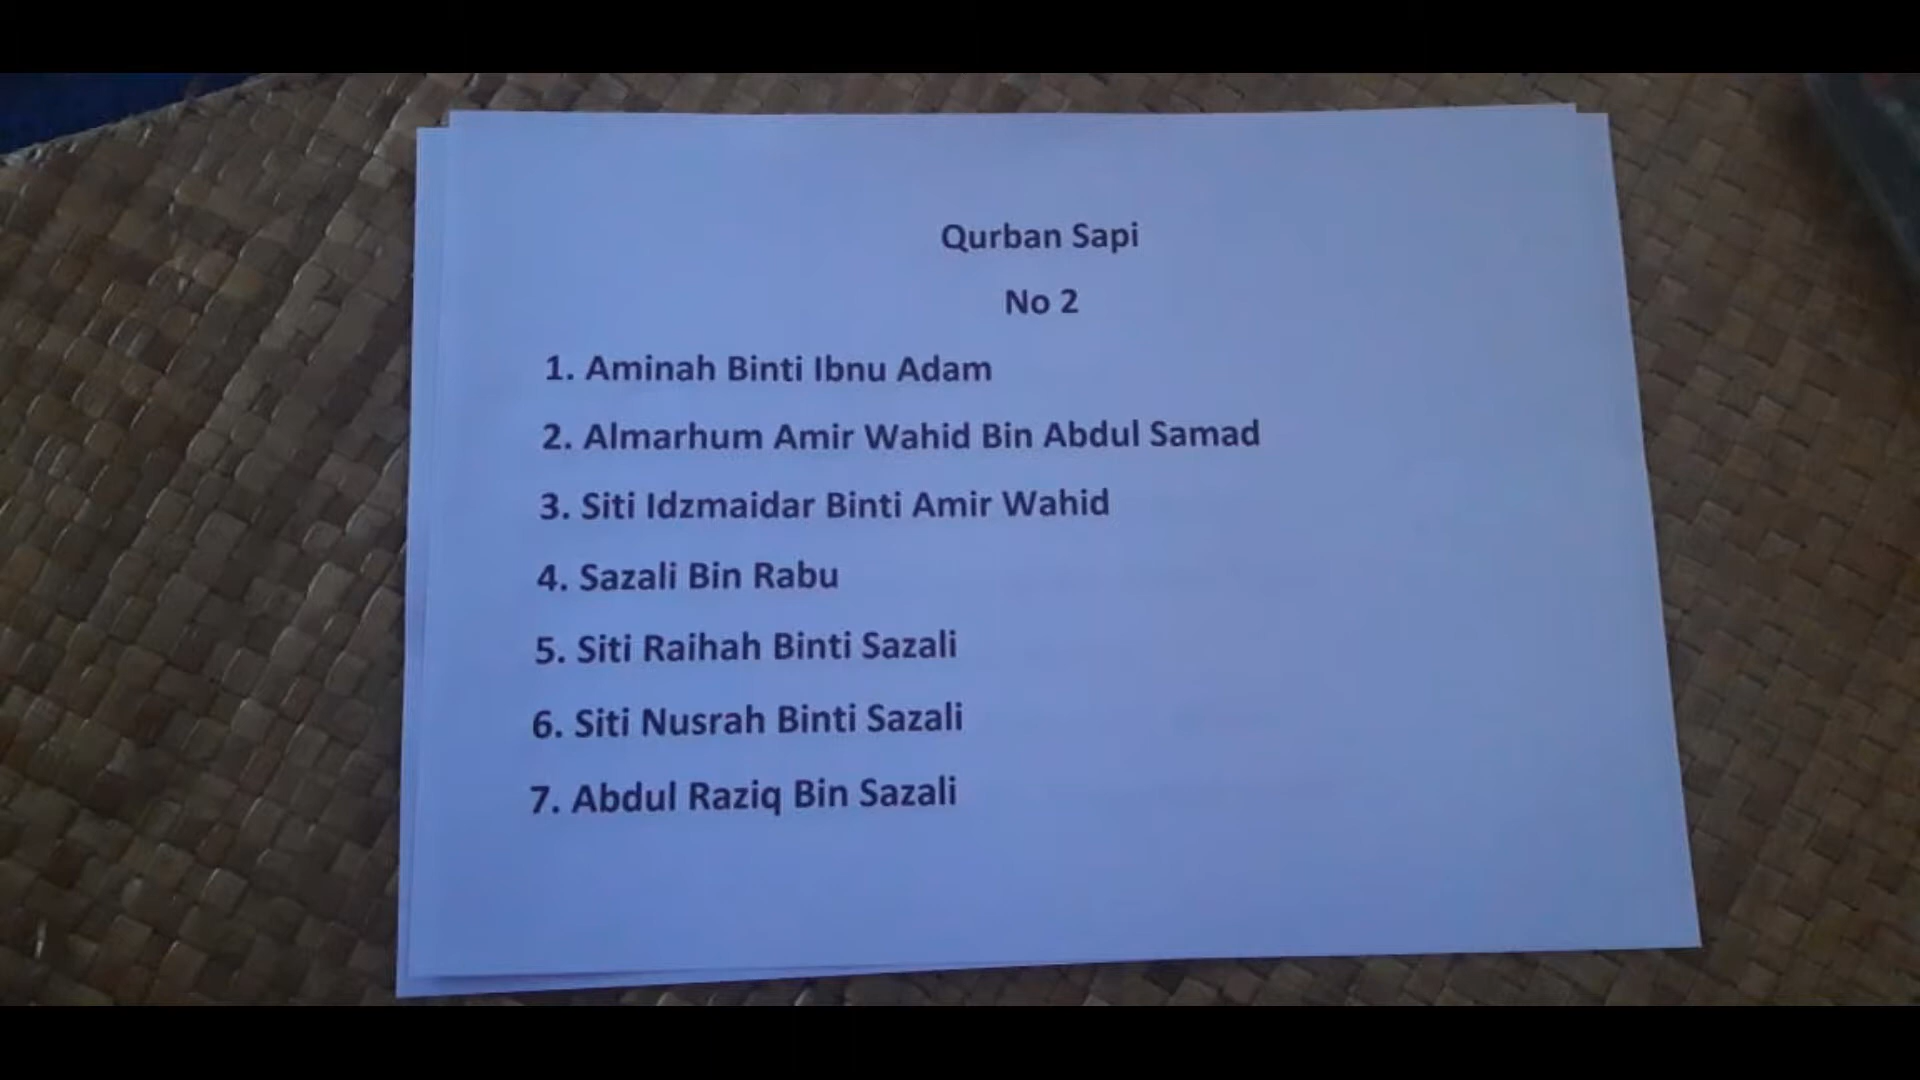 Qurban Sapi
No 2
1. Aminah Binti Ibnu Adam
2. Almarhum Amir Wahid Bin Abdul Samad
3. Siti Idzmaidar Binti Amir Wahid
4. Sazali Bin Rabu
5. Siti Raihah Binti Sazali
6. Siti Nusrah Binti Sazali
7. Abdul Raziq Bin Sazali